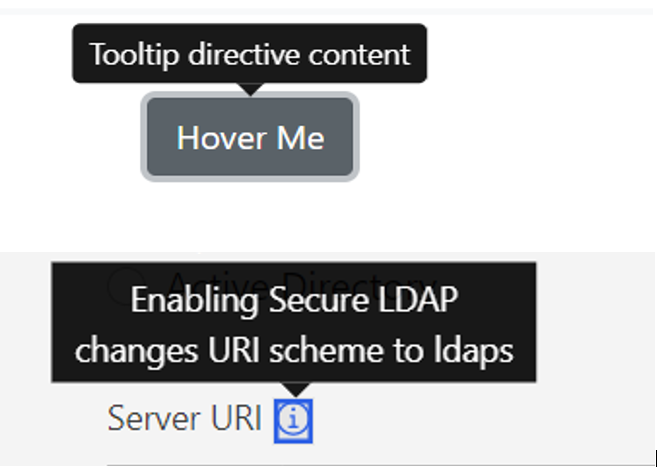 Tooltip directive content
Hover Me
Active Directory
Enabling Secure LDAP
changes URI scheme to ldaps
Server URI